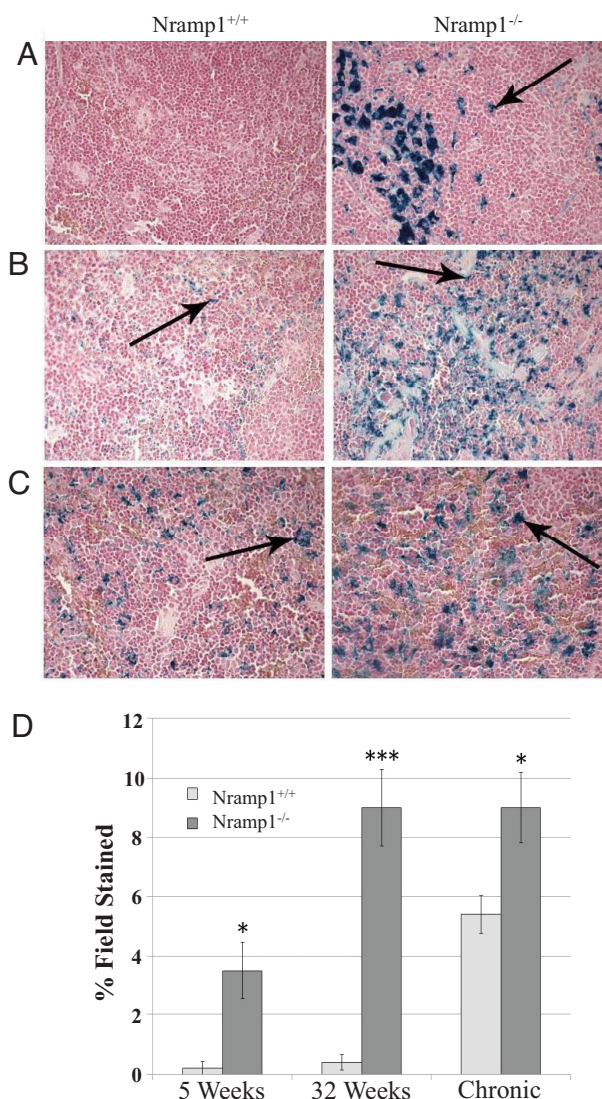 Nramp1+/+ Nramp1-/-
A
B
C
D
12
10
8
6
4
2
0
% Field Stained
Nramp1+/+
Nramp1-/-
*
***
*
5 Weeks 32 Weeks Chronic